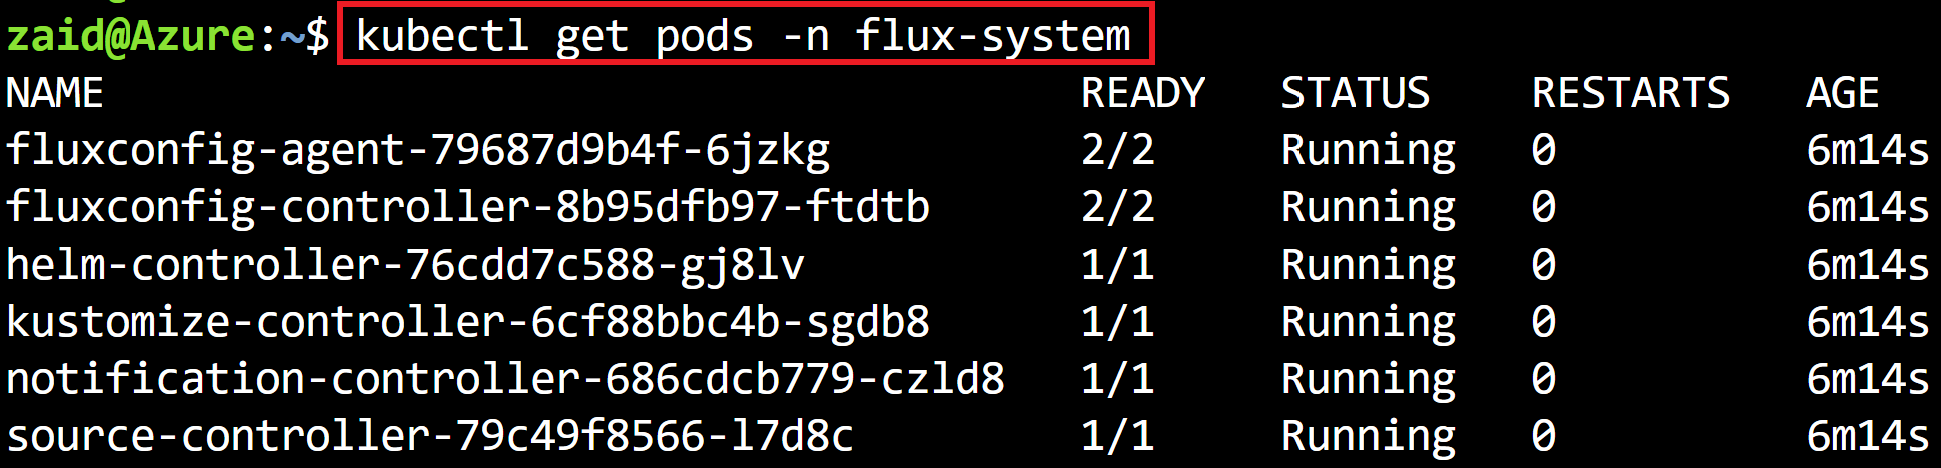 zaid@Azure:~$ kubectl get pods -n flux-system
NAME READY STATUS RESTARTS AGE
fluxconfig-agent-79687d9b4f-6jzkg 2/2 Running 0 6m14s
fluxconfig-controller-8b95dfb97-ftdtb 2/2 Running 0 6m14s
helm-controller-76cdd7c588-gj8lv 1/1 Running 0 6m14s
kustomize-controller-6cf88bbc4b-sgdb8 1/1 Running 0 6m14s
notification-controller-686cdcb779-czld8 1/1 Running 0 6m14s
source-controller-79c49f8566-l7d8c 1/1 Running 0 6m14s